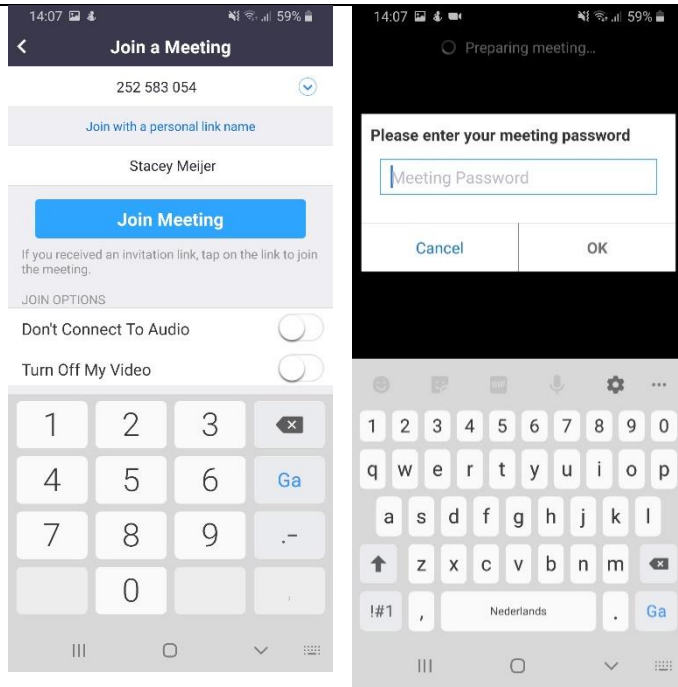 14:07 59%
Join a Meeting
252 583 054
Join with a personal link name
Stacey Meijer
Join Meeting
If you received an invitation link, tap on the link to join
the meeting.
JOIN OPTIONS
Don't Connect To Audio
Turn Off My Video
1 2 3
4 5 6 Ga
7 8 9 .-
0 ,
14:07 59%
Preparing meeting...
Please enter your meeting password
Meeting Password
Cancel OK
GIF
1 2 3 4 5 6 7 8 9 0
q w e r t y u i o p
a s d f g h j k l
z x c v b n m
!#1 , Nederlands . Ga